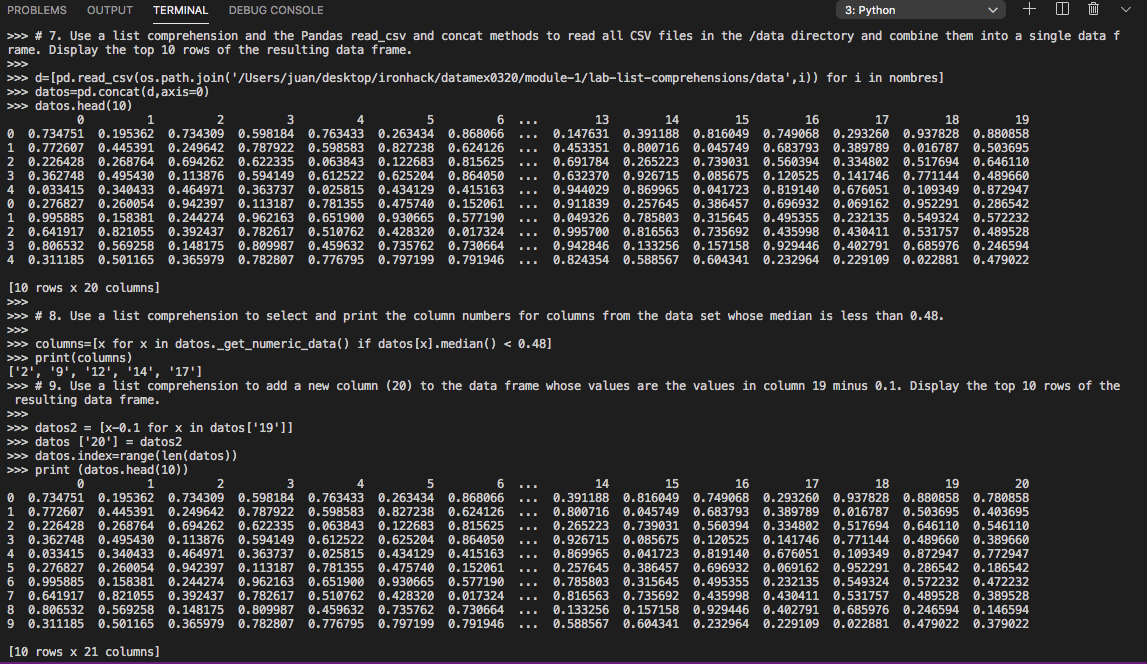 PROBLEMS OUTPUT TERMINAL DEBUG CONSOLE 3: Python
>>> # 7. Use a list comprehension and the Pandas read_csv and concat methods to read all CSV files in the /data directory and combine them into a single data f
rame. Display the top 10 rows of the resulting data frame.
>>>
>>> d=[pd.read_csv(os.path.join('/Users/juan/desktop/ironhack/datamex0320/module-1/lab-list-comprehensions/data',i)) for i in nombres]
>>> datos=pd.concat(d,axis=0)
>>> datos.head(10)
0 1 2 3 4 5 6 ... 13 14 15 16 17 18 19
0 0.734751 0.195362 0.734309 0.598184 0.763433 0.263434 0.868066 ... 0.147631 0.391188 0.816049 0.749068 0.293260 0.937828 0.880858
1 0.772607 0.445391 0.249642 0.787922 0.598583 0.827238 0.624126 ... 0.453351 0.800716 0.045749 0.683793 0.389789 0.016787 0.503695
2 0.226428 0.268764 0.694262 0.622335 0.063843 0.122683 0.815625 ... 0.691784 0.265223 0.739031 0.560394 0.334802 0.517694 0.646110
3 0.362748 0.495430 0.113876 0.594149 0.612522 0.625204 0.864050 ... 0.632370 0.926715 0.085675 0.120525 0.141746 0.771144 0.489660
4 0.033415 0.340433 0.464971 0.363737 0.025815 0.434129 0.415163 ... 0.944029 0.869965 0.041723 0.819140 0.676051 0.109349 0.872947
0 0.276827 0.260054 0.942397 0.113187 0.781355 0.475740 0.152061 ... 0.911839 0.257645 0.386457 0.696932 0.069162 0.952291 0.286542
1 0.995885 0.158381 0.244274 0.962163 0.651900 0.930665 0.577190 ... 0.049326 0.785803 0.315645 0.495355 0.232135 0.549324 0.572232
2 0.641917 0.821055 0.392437 0.782617 0.510762 0.428320 0.017324 ... 0.995700 0.816563 0.735692 0.435998 0.430411 0.531757 0.489528
3 0.806532 0.569258 0.148175 0.809987 0.459632 0.735762 0.730664 ... 0.942846 0.133256 0.157158 0.929446 0.402791 0.685976 0.246594
4 0.311185 0.501165 0.365979 0.782807 0.776795 0.797199 0.791946 ... 0.824354 0.588567 0.604341 0.232964 0.229109 0.022881 0.479022
[10 rows x 20 columns]
>>>
>>> # 8. Use a list comprehension to select and print the column numbers for columns from the data set whose median is less than 0.48.
>>>
>>> columns=[x for x in datos._get_numeric_data() if datos[x].median() < 0.48]
>>> print(columns)
['2', '9', '12', '14', '17']
>>> # 9. Use a list comprehension to add a new column (20) to the data frame whose values are the values in column 19 minus 0.1. Display the top 10 rows of the
resulting data frame.
>>>
>>> datos2 = [x-0.1 for x in datos['19']]
>>> datos ['20'] = datos2
>>> datos.index=range(len(datos))
>>> print (datos.head(10))
0 1 2 3 4 5 6 ... 14 15 16 17 18 19 20
0 0.734751 0.195362 0.734309 0.598184 0.763433 0.263434 0.868066 ... 0.391188 0.816049 0.749068 0.293260 0.937828 0.880858 0.780858
1 0.772607 0.445391 0.249642 0.787922 0.598583 0.827238 0.624126 ... 0.800716 0.045749 0.683793 0.389789 0.016787 0.503695 0.403695
2 0.226428 0.268764 0.694262 0.622335 0.063843 0.122683 0.815625 ... 0.265223 0.739031 0.560394 0.334802 0.517694 0.646110 0.546110
3 0.362748 0.495430 0.113876 0.594149 0.612522 0.625204 0.864050 ... 0.926715 0.085675 0.120525 0.141746 0.771144 0.489660 0.389660
4 0.033415 0.340433 0.464971 0.363737 0.025815 0.434129 0.415163 ... 0.869965 0.041723 0.819140 0.676051 0.109349 0.872947 0.772947
5 0.276827 0.260054 0.942397 0.113187 0.781355 0.475740 0.152061 ... 0.257645 0.386457 0.696932 0.069162 0.952291 0.286542 0.186542
6 0.995885 0.158381 0.244274 0.962163 0.651900 0.930665 0.577190 ... 0.785803 0.315645 0.495355 0.232135 0.549324 0.572232 0.472232
7 0.641917 0.821055 0.392437 0.782617 0.510762 0.428320 0.017324 ... 0.816563 0.735692 0.435998 0.430411 0.531757 0.489528 0.389528
8 0.806532 0.569258 0.148175 0.809987 0.459632 0.735762 0.730664 ... 0.133256 0.157158 0.929446 0.402791 0.685976 0.246594 0.146594
9 0.311185 0.501165 0.365979 0.782807 0.776795 0.797199 0.791946 ... 0.588567 0.604341 0.232964 0.229109 0.022881 0.479022 0.379022
[10 rows x 21 columns]